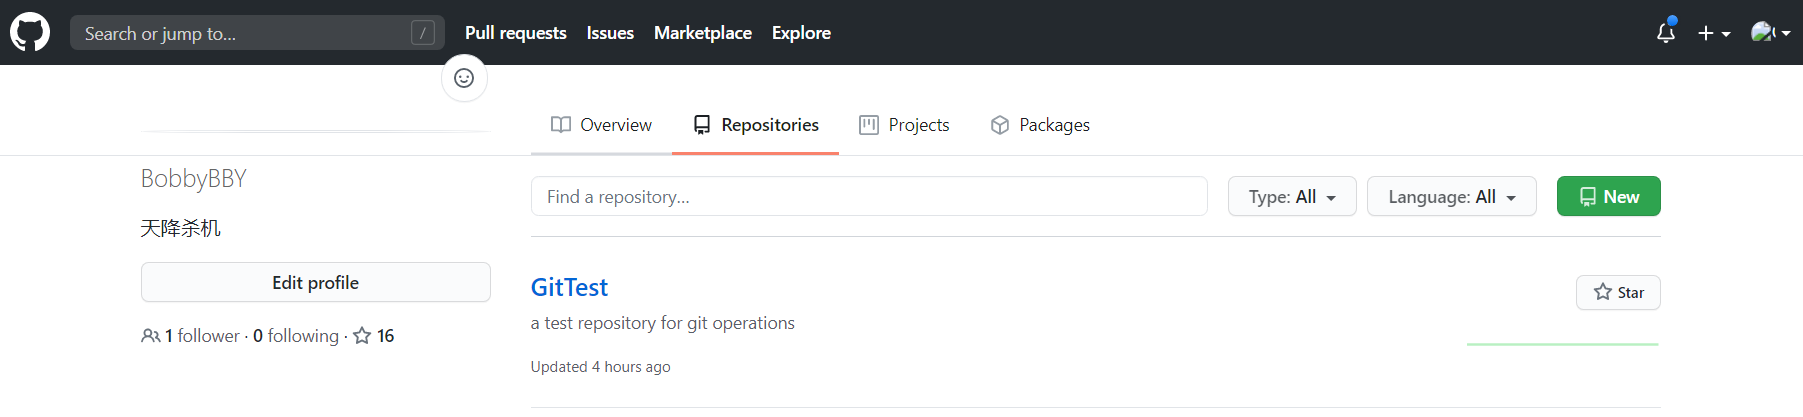 Search or jump to... / Pull requests Issues Marketplace Explore
Overview Repositories Projects Packages
BobbyBBY
天降杀机
Edit profile
1 follower · 0 following · 16
Find a repository... Type: All Language: All New
GitTest Star
a test repository for git operations
Updated 4 hours ago